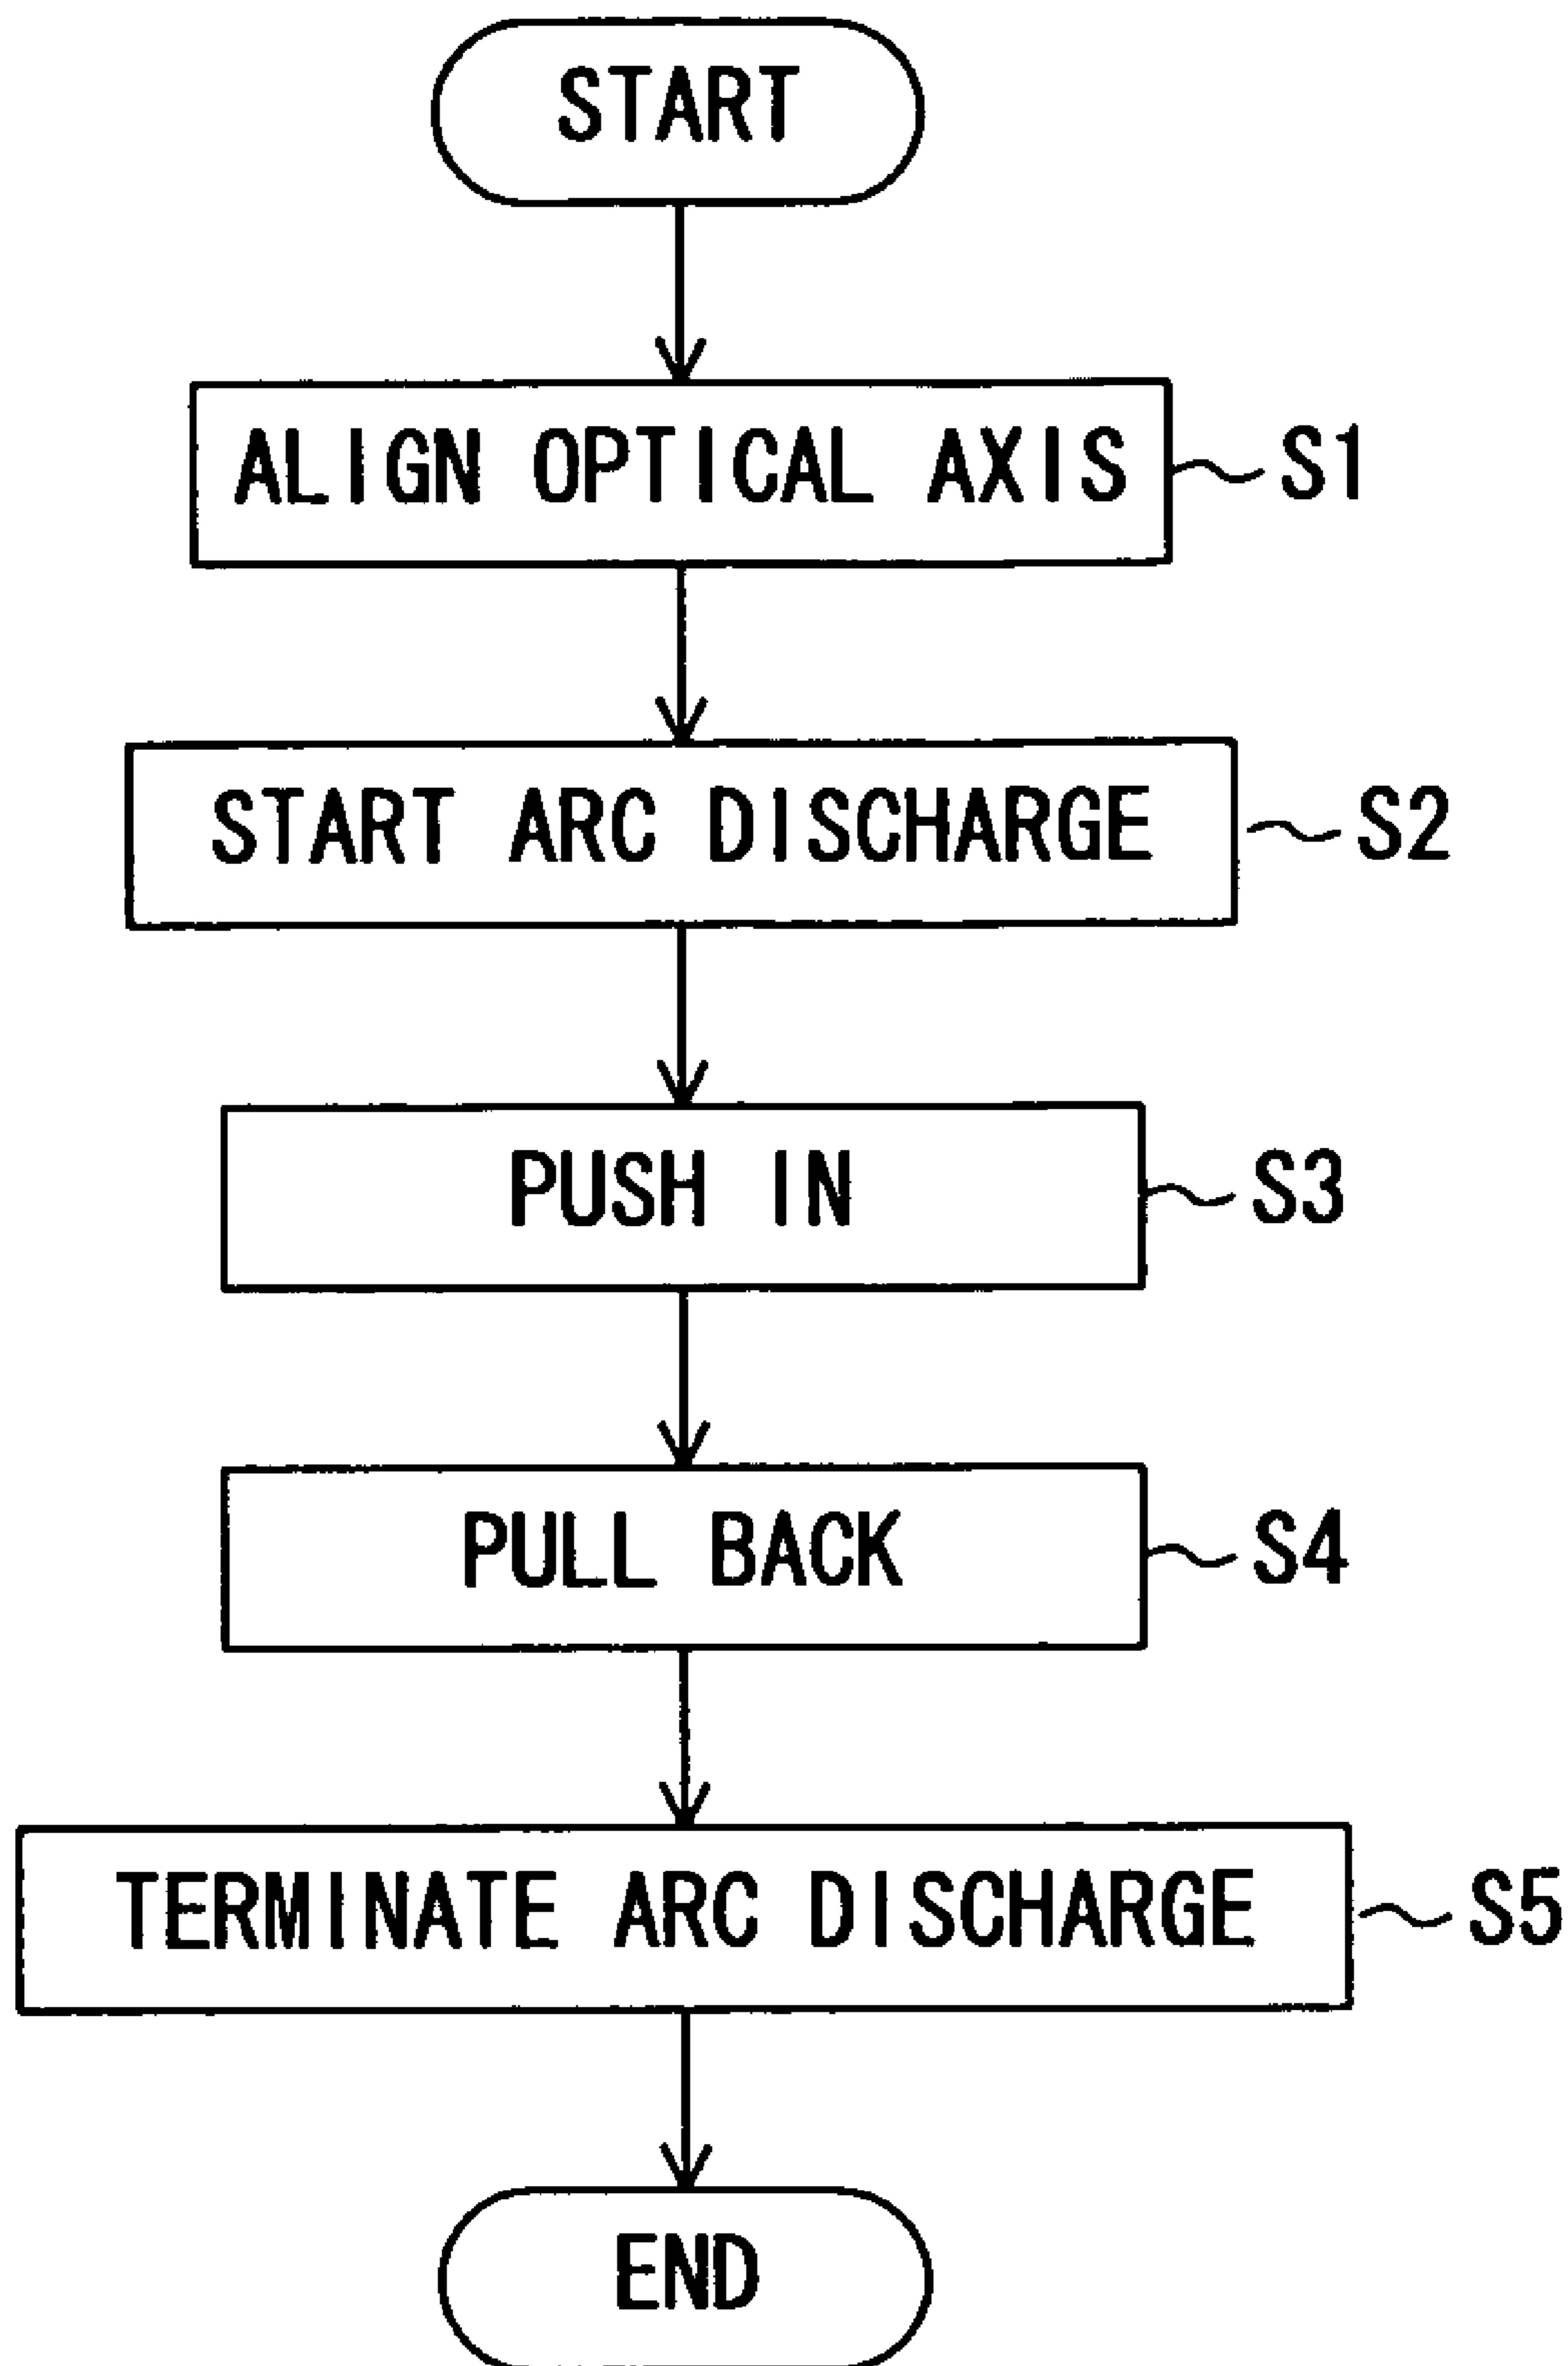 START
ALIGN OPTICAL AXIS S1
START ARC DISCHARGE S2
PUSH IN S3
PULL BACK S4
TERMINATE ARC DISCHARGE S5
END